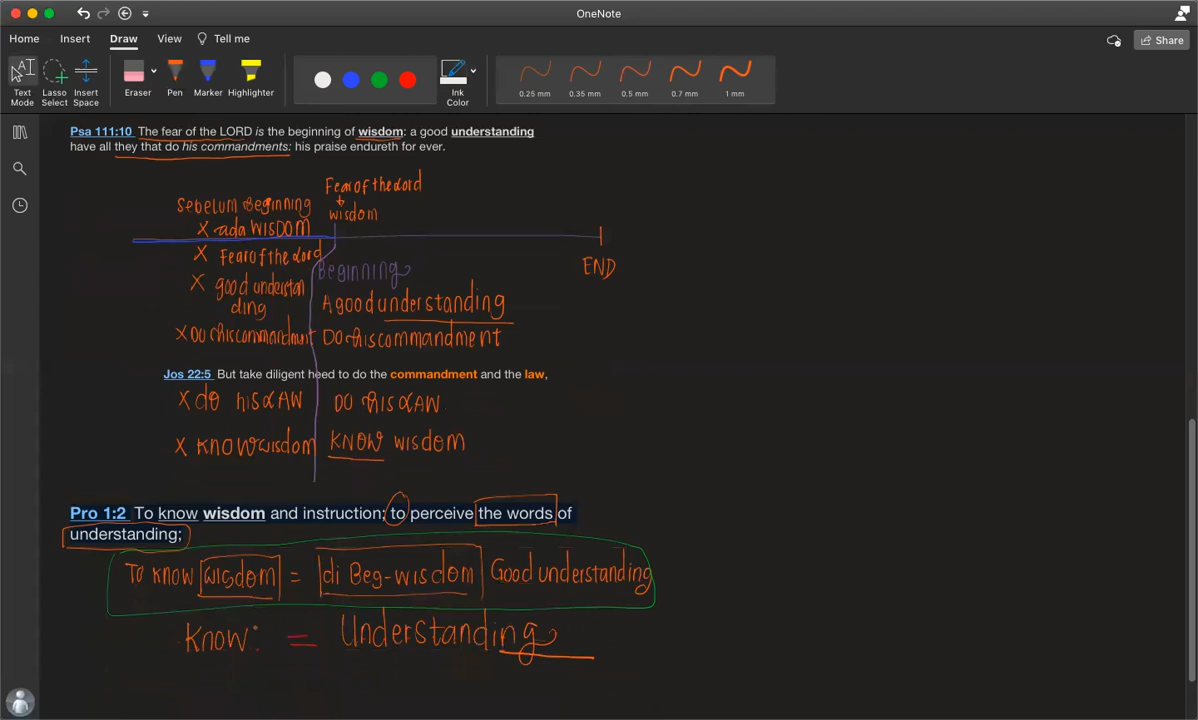 OneNote
Home Insert Draw View Tell me
Share
Text Mode
Lasso Select
Insert Space
Eraser
Pen
Marker
Highlighter
Ink Color
0.25 mm 0.35 mm 0.5 mm 0.7 mm 1 mm
Psa 111:10 The fear of the LORD is the beginning of wisdom: a good understanding
have all they that do his commandments: his praise endureth for ever.
Fear of the Lord
Sebelum Beginning
wisdom
X ada WISDOM
X Fear of the Lord
END
Beginning
X good understan
ding
A good understanding
X Do his commandment Do his commandment
Jos 22:5 But take diligent heed to do the commandment and the law,
X do his LAW DO his LAW
X KNOW wisdom KNOW wisdom
Pro 1:2 To know wisdom and instruction; to perceive the words of
understanding;
To know wisdom = di Beg-wisdom Good understanding
Know: = Understanding